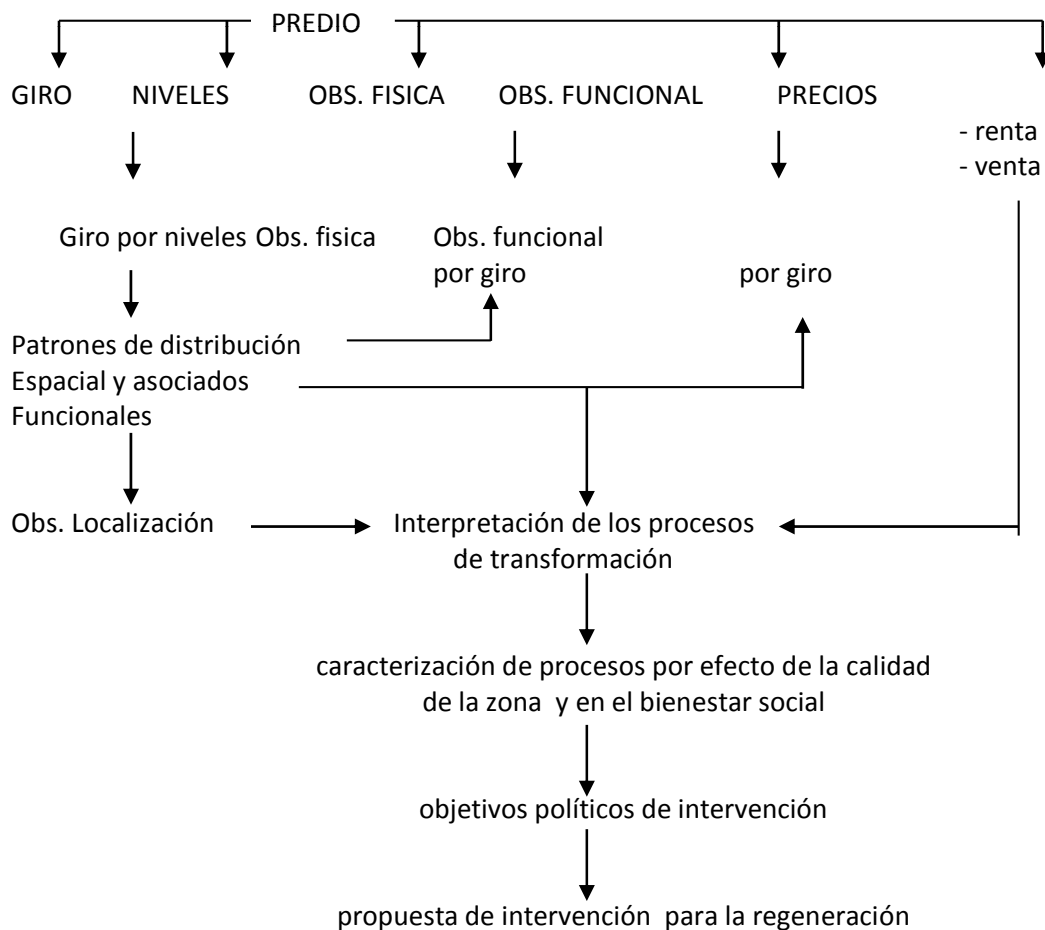 PREDIO
GIRO NIVELES OBS. FISICA OBS. FUNCIONAL PRECIOS
- renta
- venta
Giro por niveles Obs. fisica Obs. funcional
por giro por giro
Patrones de distribución
Espacial y asociados
Funcionales
Obs. Localización Interpretación de los procesos
de transformación
caracterización de procesos por efecto de la calidad
de la zona y en el bienestar social
objetivos políticos de intervención
propuesta de intervención para la regeneración